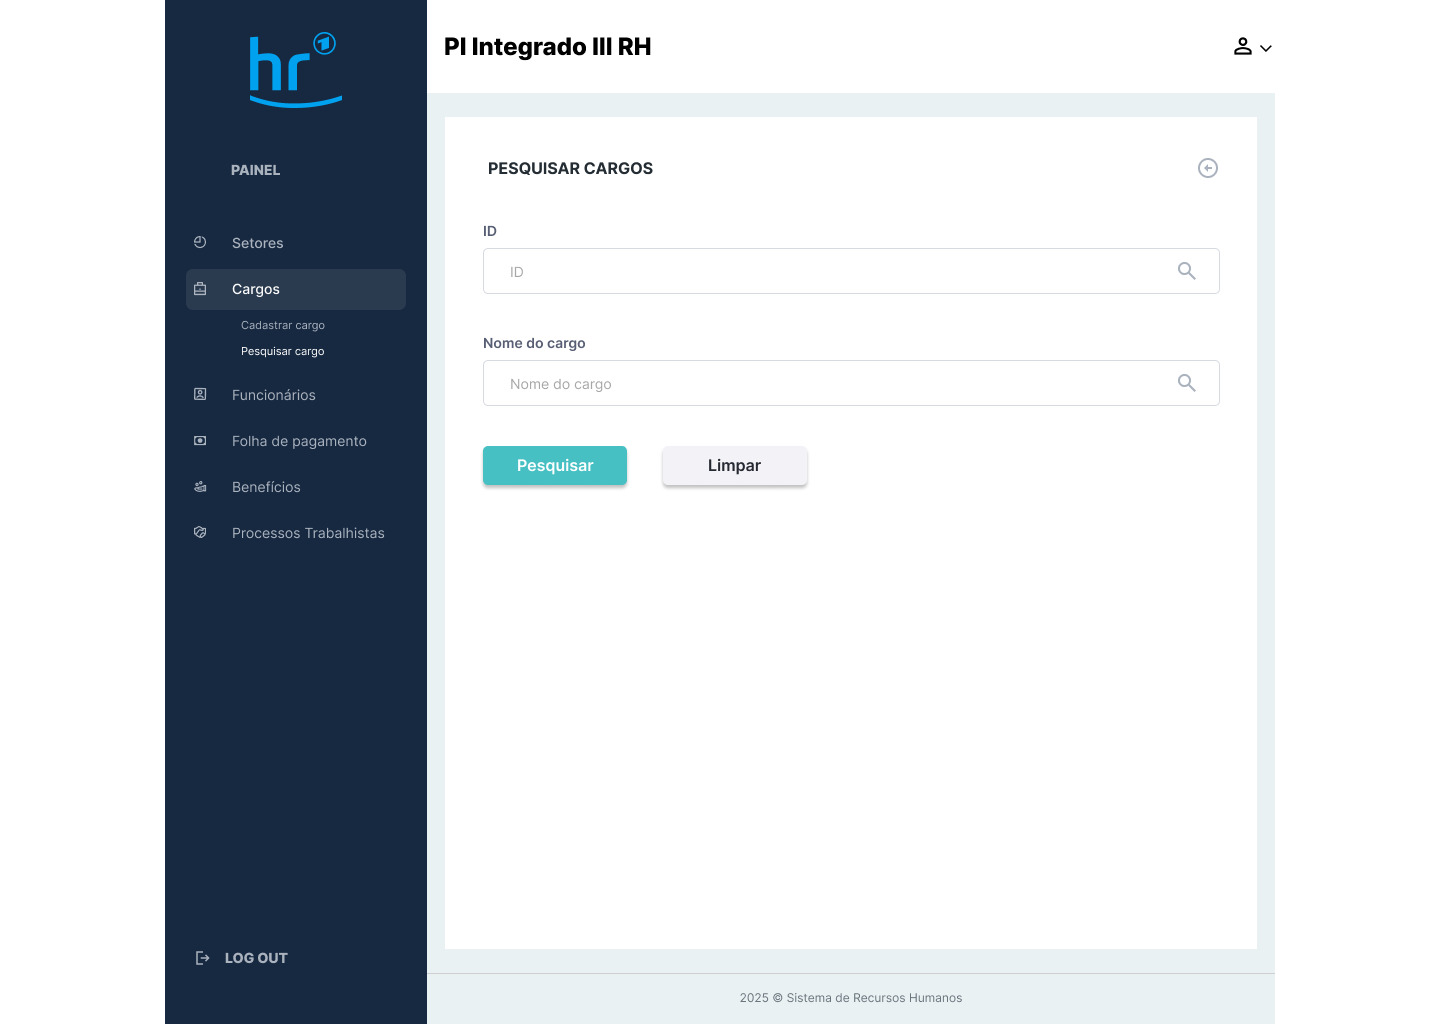 hr
PI Integrado III RH
PAINEL
Setores
Cargos
Cadastrar cargo
Pesquisar cargo
Funcionários
Folha de pagamento
Benefícios
Processos Trabalhistas
LOG OUT
PESQUISAR CARGOS
ID
ID
Nome do cargo
Nome do cargo
Pesquisar
Limpar
2025 © Sistema de Recursos Humanos